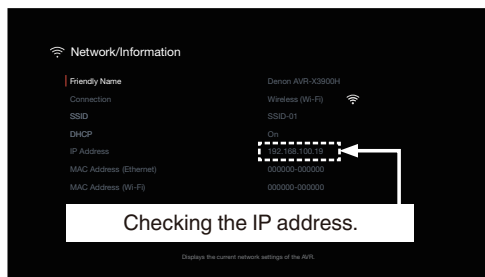 Network/Information
Friendly Name Denon AVR-X3900H
Connection Wireless (Wi-Fi)
SSID SSID-01
DHCP On
IP Address 192.168.100.19
MAC Address (Ethernet) 000000-000000
MAC Address (Wi-Fi) 000000-000000
Checking the IP address.
Displays the current network settings of the AVR.